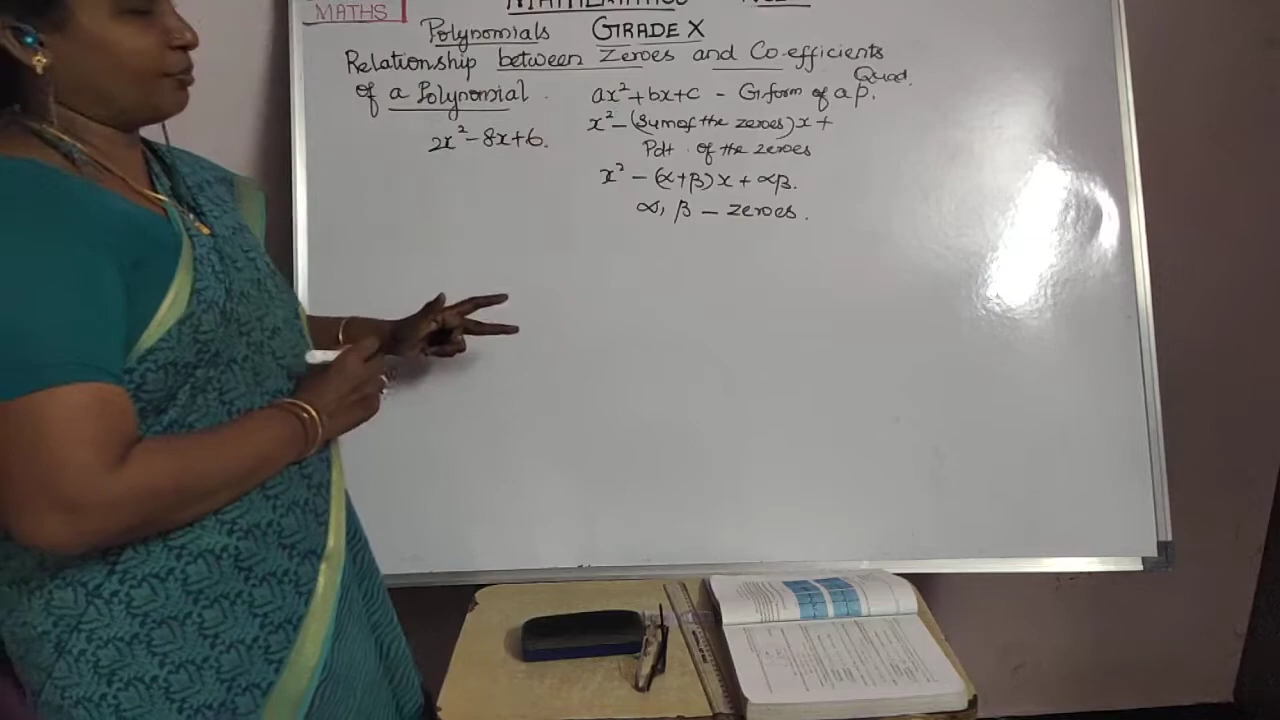 MATHS
MATHEMATICS
Polynomials GRADE X
Relationship between Zeroes and Co-efficients
of a Polynomial.
2x² - 8x + 6.
Quad.
ax² + bx + c - G.form of a p.
x² - (Sum of the zeroes)x +
Pdt. of the zeroes
x² - (α+β)x + αβ.
α, β - zeroes.